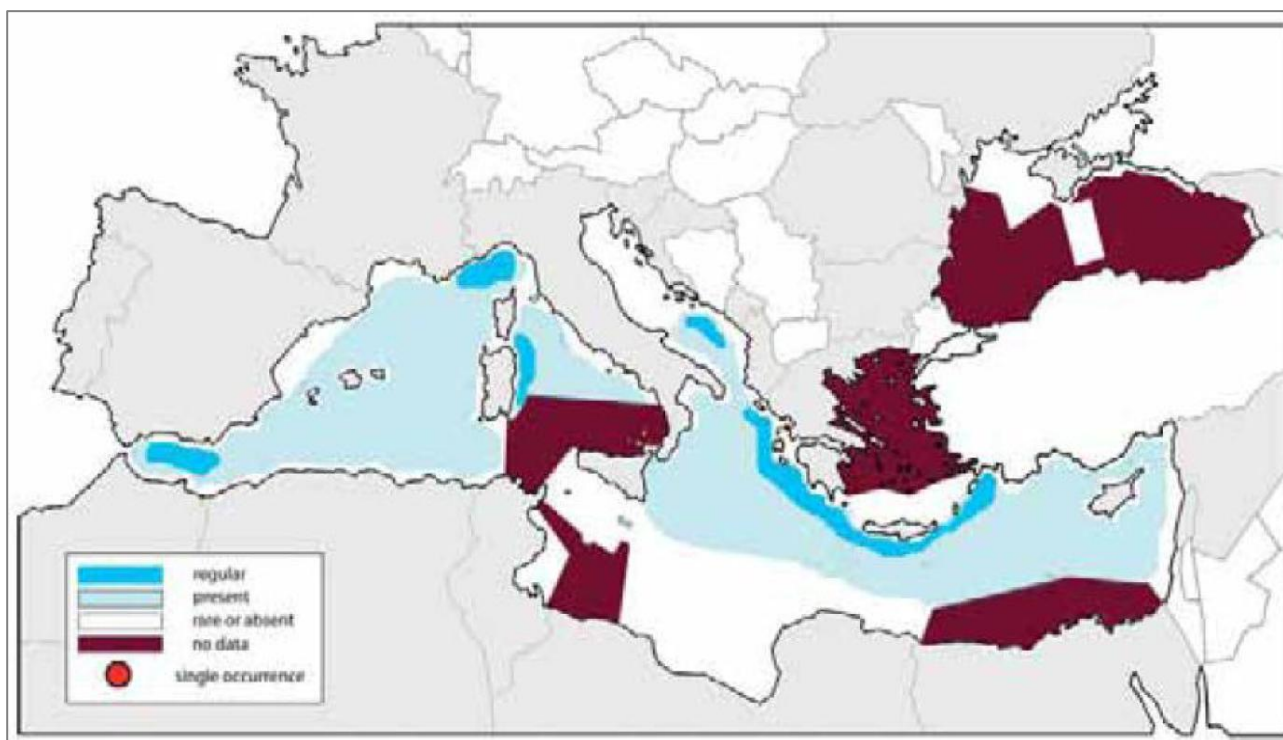 regular
present
rare or absent
no data
single occurrence